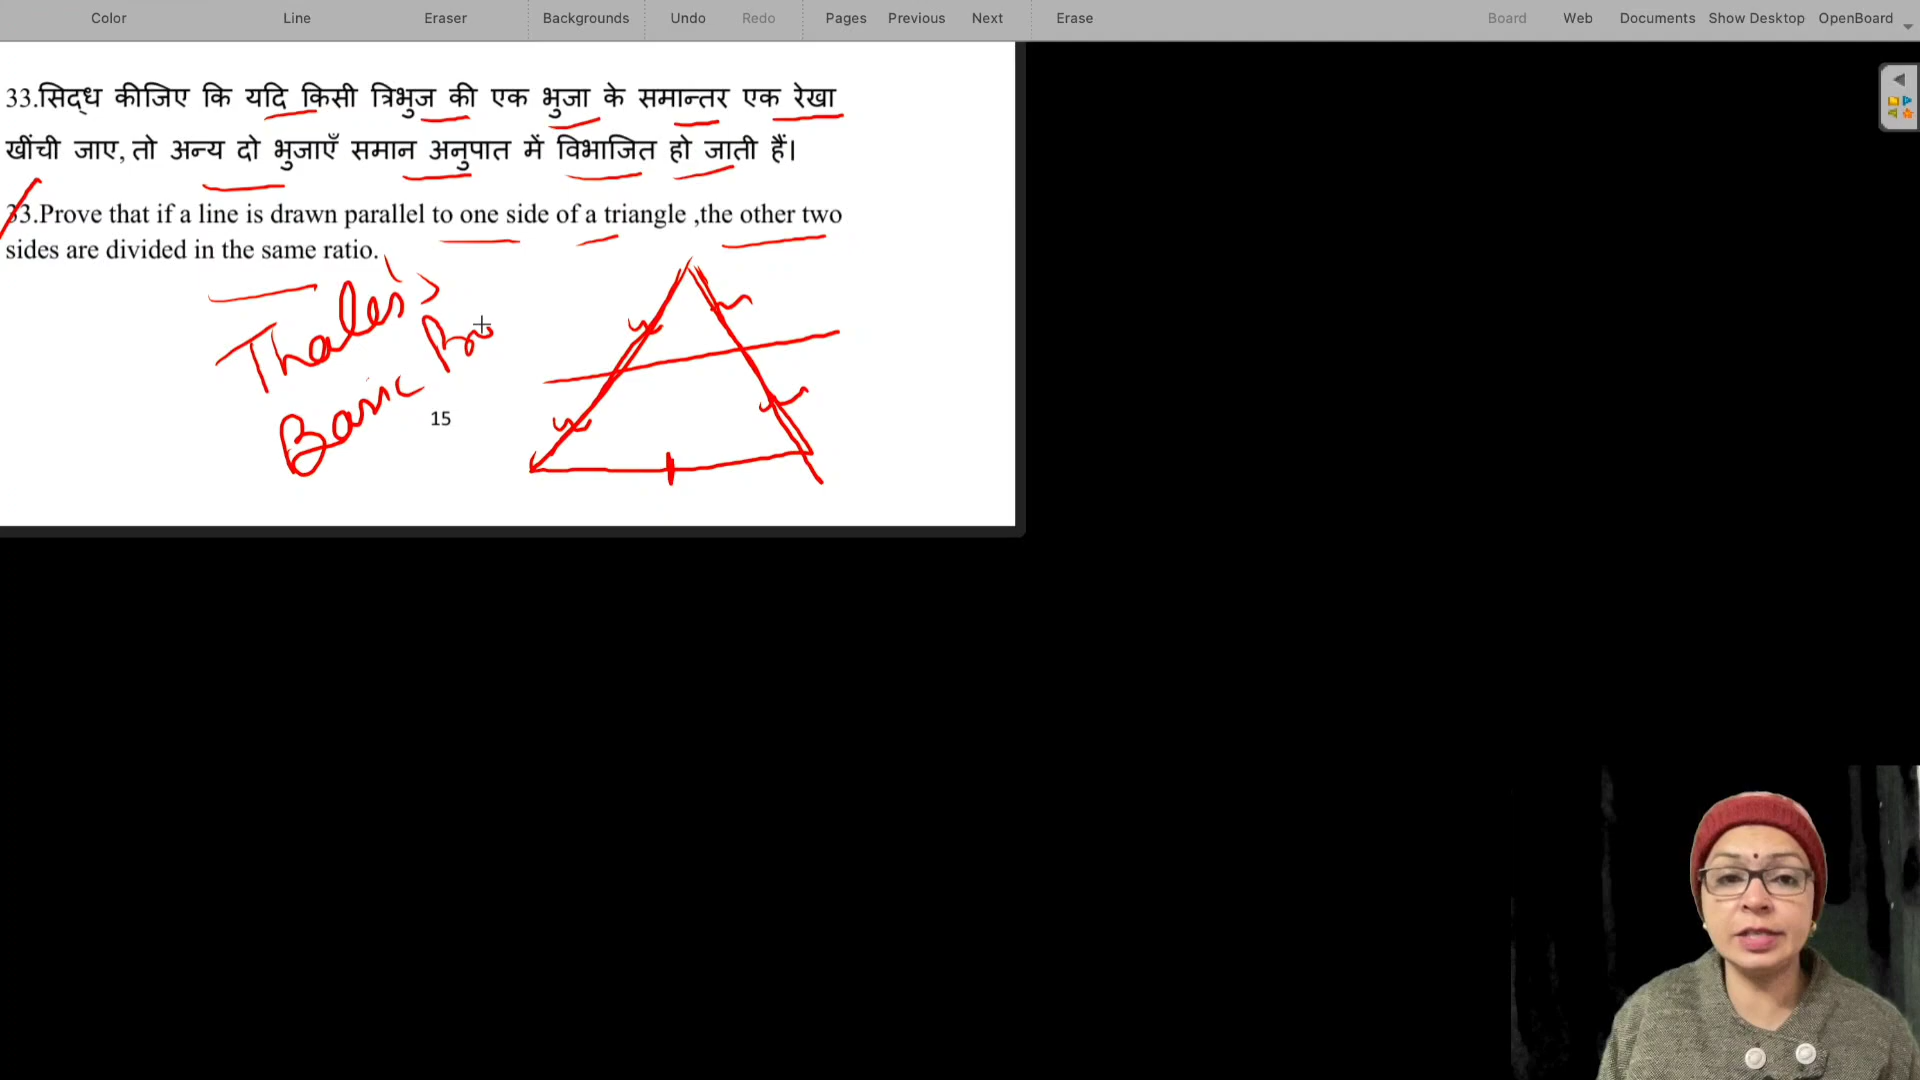 Color Line Eraser Backgrounds Undo Redo Pages Previous Next Erase Board Web Documents Show Desktop OpenBoard
33.सिद्ध कीजिए कि यदि किसी त्रिभुज की एक भुजा के समान्तर एक रेखा
खींची जाए, तो अन्य दो भुजाएँ समान अनुपात में विभाजित हो जाती हैं।
33.Prove that if a line is drawn parallel to one side of a triangle ,the other two
sides are divided in the same ratio.
Thales'
Basic Pro
15